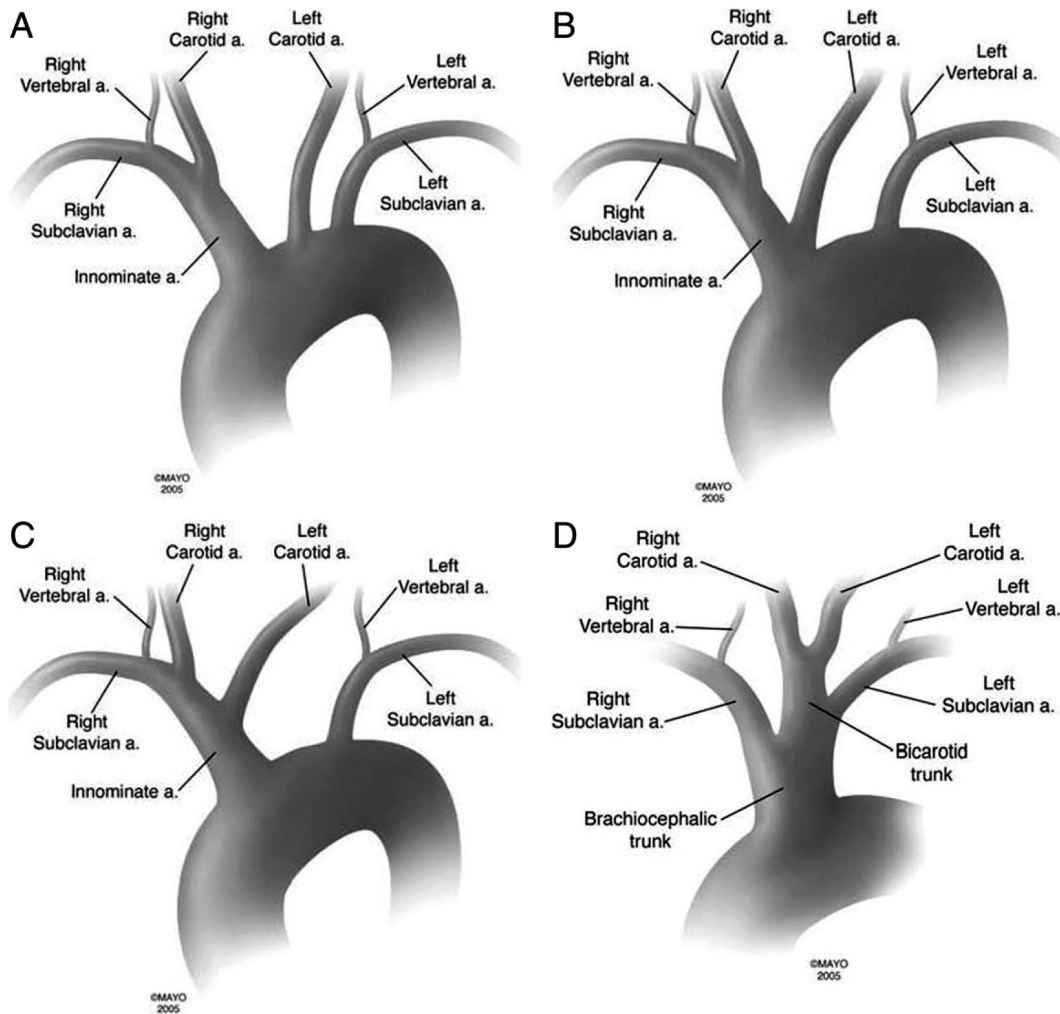 A
Right
Carotid a.
Left
Carotid a.
Right
Vertebral a.
Left
Vertebral a.
Right
Subclavian a.
Left
Subclavian a.
Innominate a.
©MAYO
2005
B
Right
Carotid a.
Left
Carotid a.
Right
Vertebral a.
Left
Vertebral a.
Right
Subclavian a.
Left
Subclavian a.
Innominate a.
©MAYO
2005
C
Right
Carotid a.
Left
Carotid a.
Right
Vertebral a.
Left
Vertebral a.
Right
Subclavian a.
Left
Subclavian a.
Innominate a.
©MAYO
2005
D
Right
Carotid a.
Left
Carotid a.
Right
Vertebral a.
Left
Vertebral a.
Right
Subclavian a.
Left
Subclavian a.
Bicarotid
trunk
Brachiocephalic
trunk
©MAYO
2005